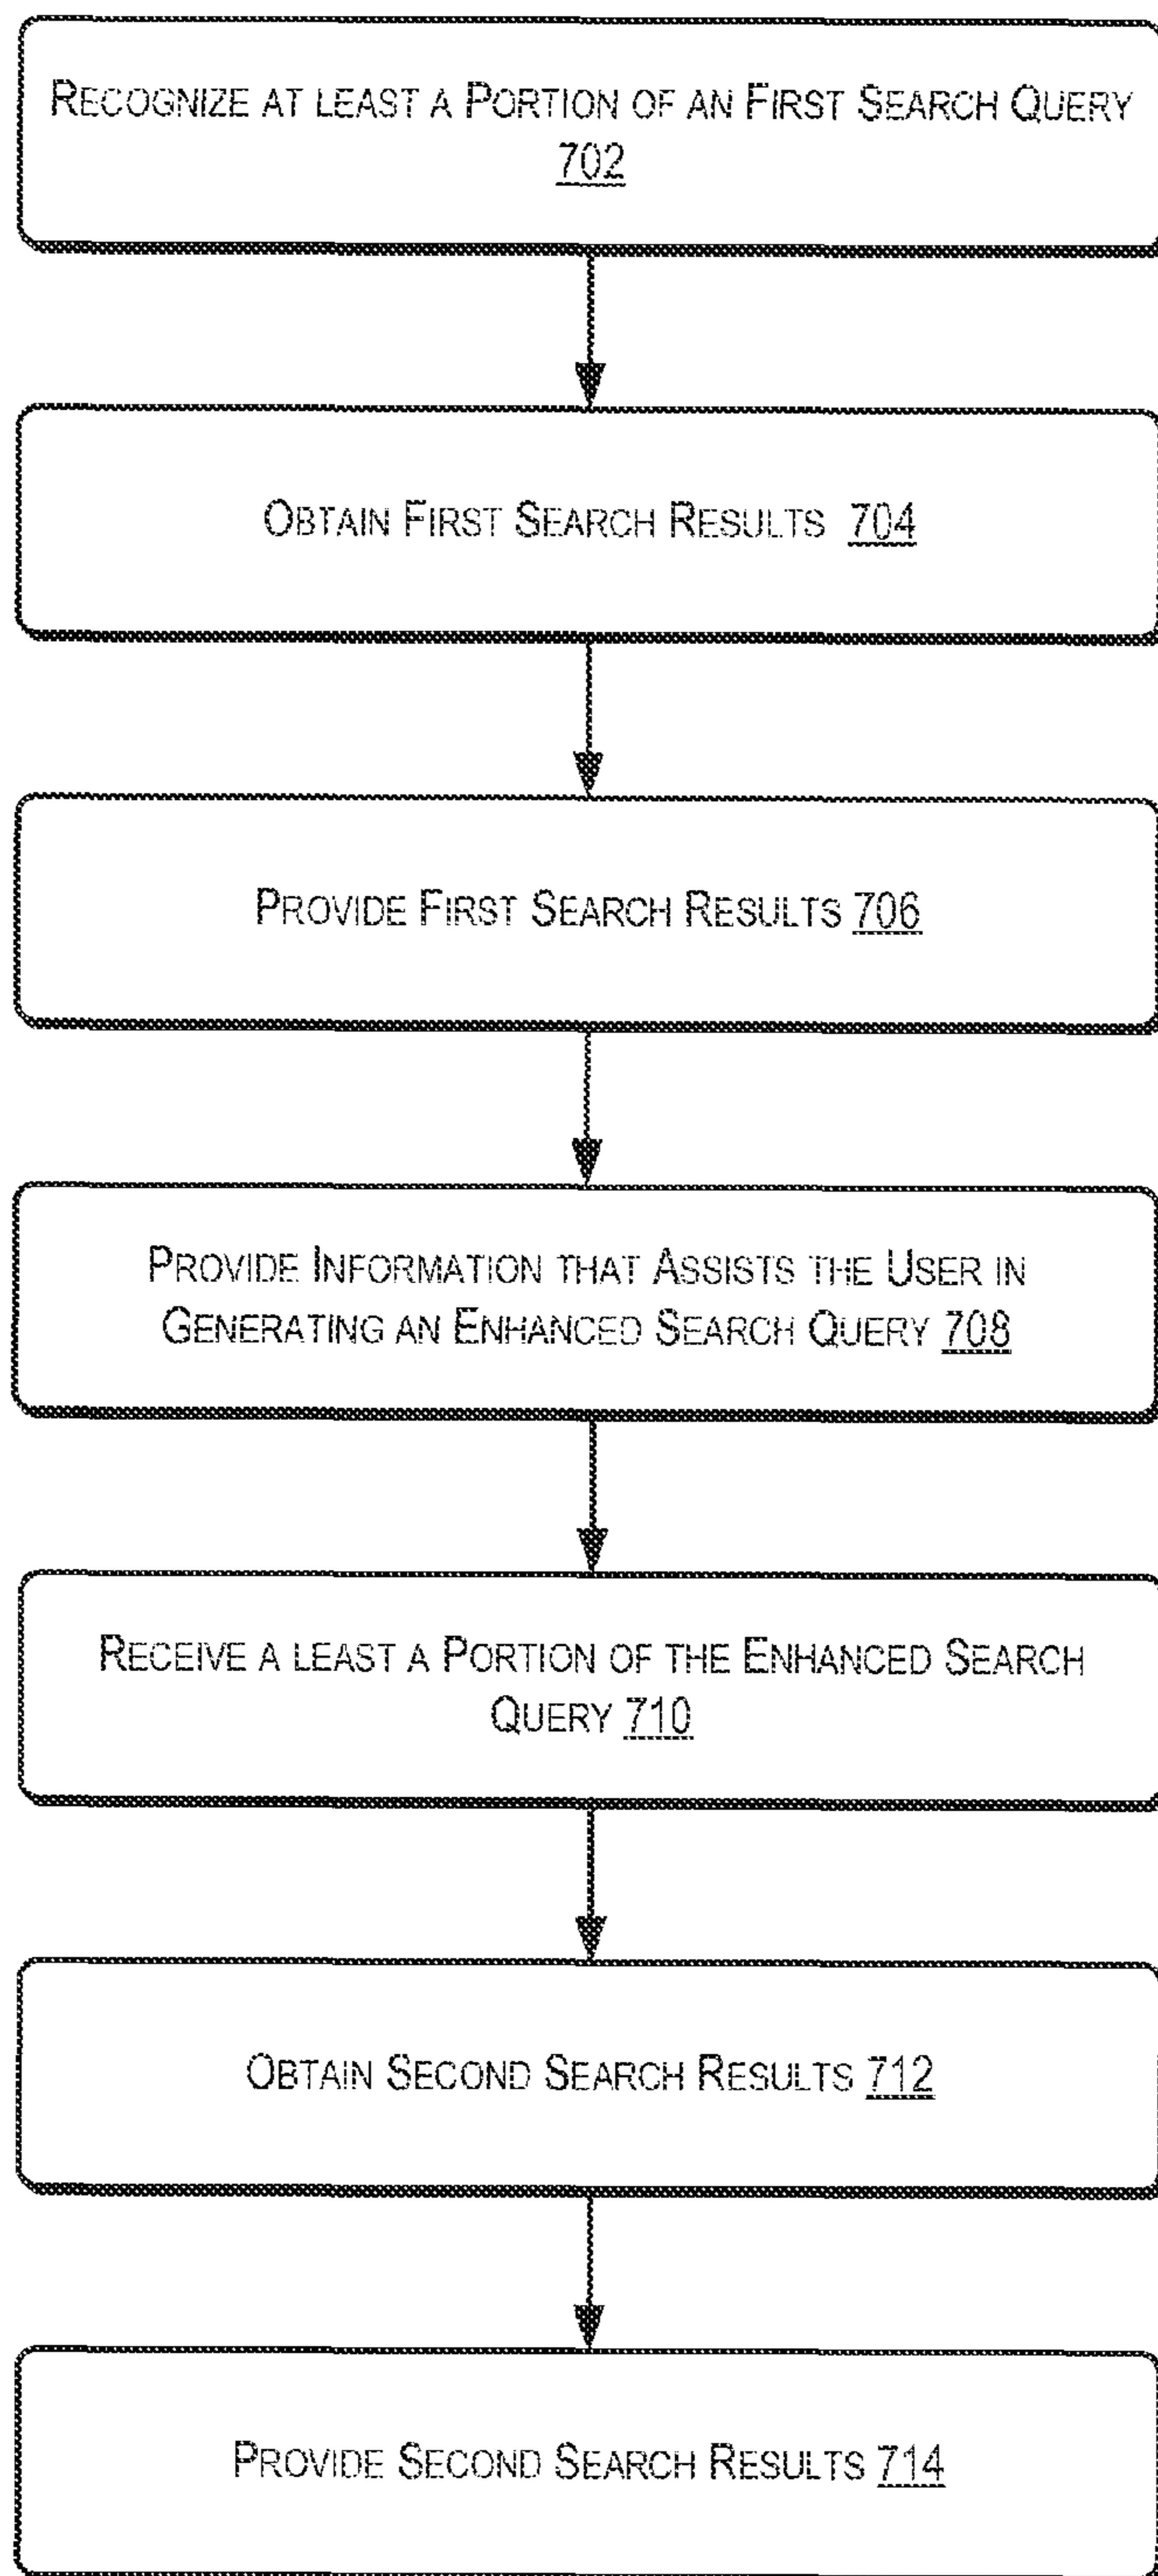 RECOGNIZE AT LEAST A PORTION OF AN FIRST SEARCH QUERY
702
OBTAIN FIRST SEARCH RESULTS 704
PROVIDE FIRST SEARCH RESULTS 706
PROVIDE INFORMATION THAT ASSISTS THE USER IN
GENERATING AN ENHANCED SEARCH QUERY 708
RECEIVE A LEAST A PORTION OF THE ENHANCED SEARCH
QUERY 710
OBTAIN SECOND SEARCH RESULTS 712
PROVIDE SECOND SEARCH RESULTS 714